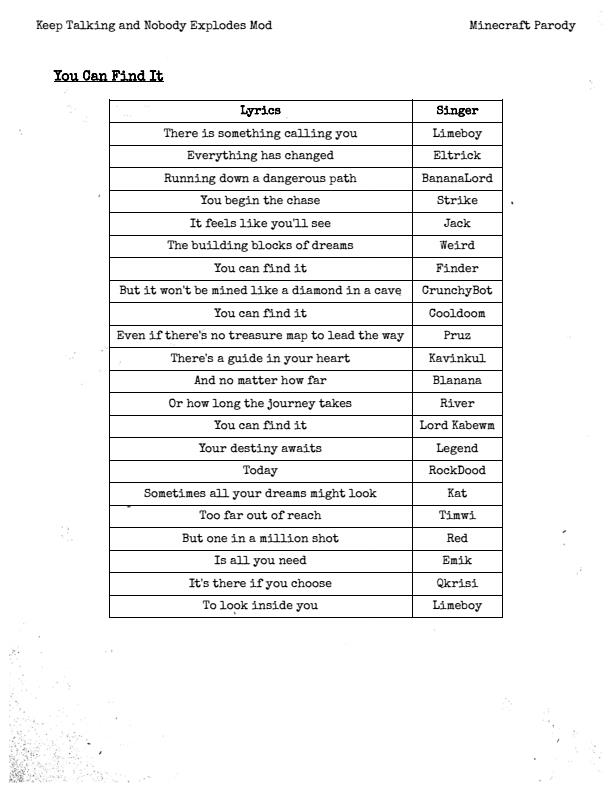 Keep Talking and Nobody Explodes Mod Minecraft Parody
You Can Find It
Lyrics Singer
There is something calling you Limeboy
Everything has changed Eltrick
Running down a dangerous path BananaLord
You begin the chase Strike
It feels like you'll see Jack
The building blocks of dreams Weird
You can find it Finder
But it won't be mined like a diamond in a cave CrunchyBot
You can find it Cooldoom
Even if there's no treasure map to lead the way Pruz
There's a guide in your heart Kavinkul
And no matter how far Blanana
Or how long the journey takes River
You can find it Lord Kabewm
Your destiny awaits Legend
Today RockDood
Sometimes all your dreams might look Kat
Too far out of reach Timwi
But one in a million shot Red
Is all you need Emik
It's there if you choose Qkrisi
To look inside you Limeboy